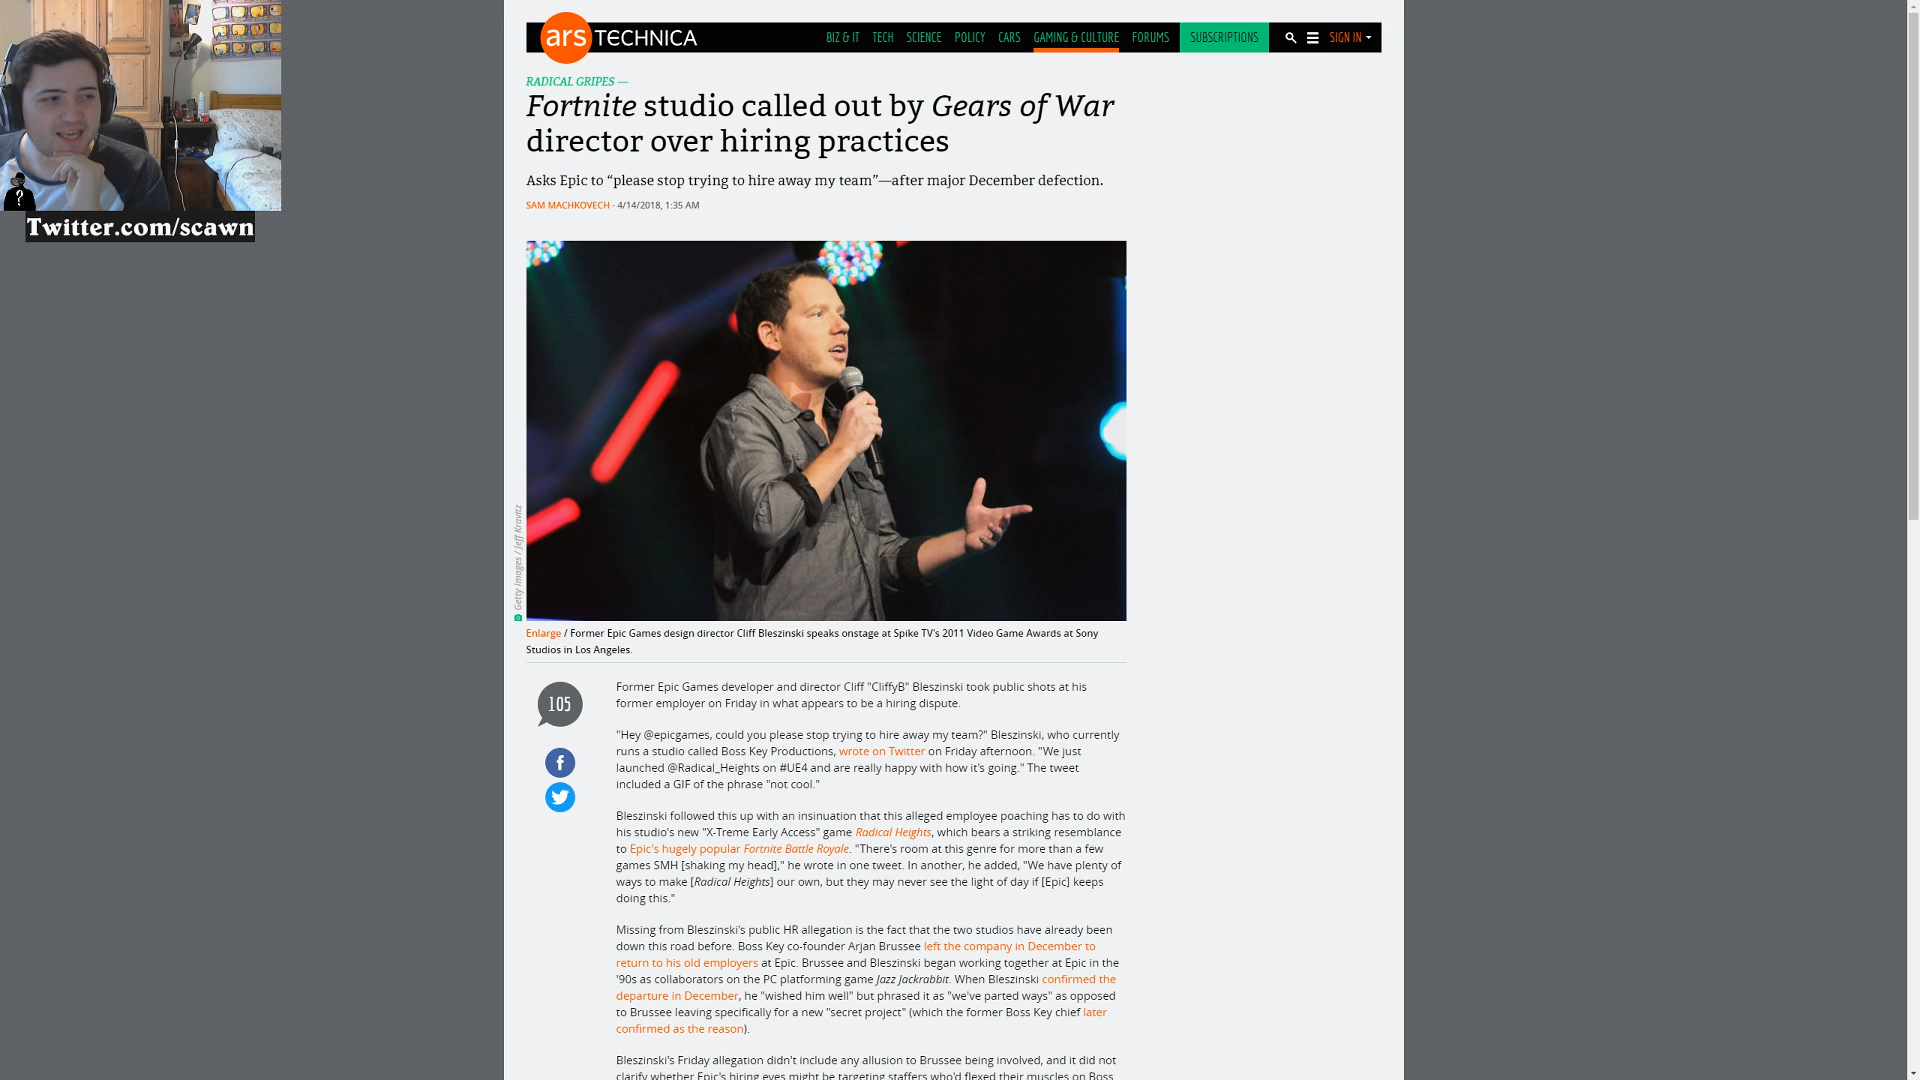 ars TECHNICA
BIZ & IT TECH SCIENCE POLICY CARS GAMING & CULTURE FORUMS SUBSCRIPTIONS SIGN IN
RADICAL GRIPES —
Fortnite studio called out by Gears of War
director over hiring practices
Asks Epic to “please stop trying to hire away my team”—after major December defection.
SAM MACHKOVECH - 4/14/2018, 1:35 AM
?
Twitter.com/scawn
Getty Images / Jeff Kravitz
Enlarge / Former Epic Games design director Cliff Bleszinski speaks onstage at Spike TV's 2011 Video Game Awards at Sony
Studios in Los Angeles.
105
Former Epic Games developer and director Cliff "CliffyB" Bleszinski took public shots at his
former employer on Friday in what appears to be a hiring dispute.
"Hey @epicgames, could you please stop trying to hire away my team?" Bleszinski, who currently
runs a studio called Boss Key Productions, wrote on Twitter on Friday afternoon. "We just
launched @Radical_Heights on #UE4 and are really happy with how it's going." The tweet
included a GIF of the phrase "not cool."
Bleszinski followed this up with an insinuation that this alleged employee poaching has to do with
his studio's new "X-Treme Early Access" game Radical Heights, which bears a striking resemblance
to Epic's hugely popular Fortnite Battle Royale. "There's room at this genre for more than a few
games SMH [shaking my head]," he wrote in one tweet. In another, he added, "We have plenty of
ways to make [Radical Heights] our own, but they may never see the light of day if [Epic] keeps
doing this."
Missing from Bleszinski's public HR allegation is the fact that the two studios have already been
down this road before. Boss Key co-founder Arjan Brussee left the company in December to
return to his old employers at Epic. Brussee and Bleszinski began working together at Epic in the
'90s as collaborators on the PC platforming game Jazz Jackrabbit. When Bleszinski confirmed the
departure in December, he "wished him well" but phrased it as "we've parted ways" as opposed
to Brussee leaving specifically for a new "secret project" (which the former Boss Key chief later
confirmed as the reason).
Bleszinski's Friday allegation didn't include any allusion to Brussee being involved, and it did not
clarify whether Epic's hiring eyes might be targeting staffers who'd flexed their muscles on Boss